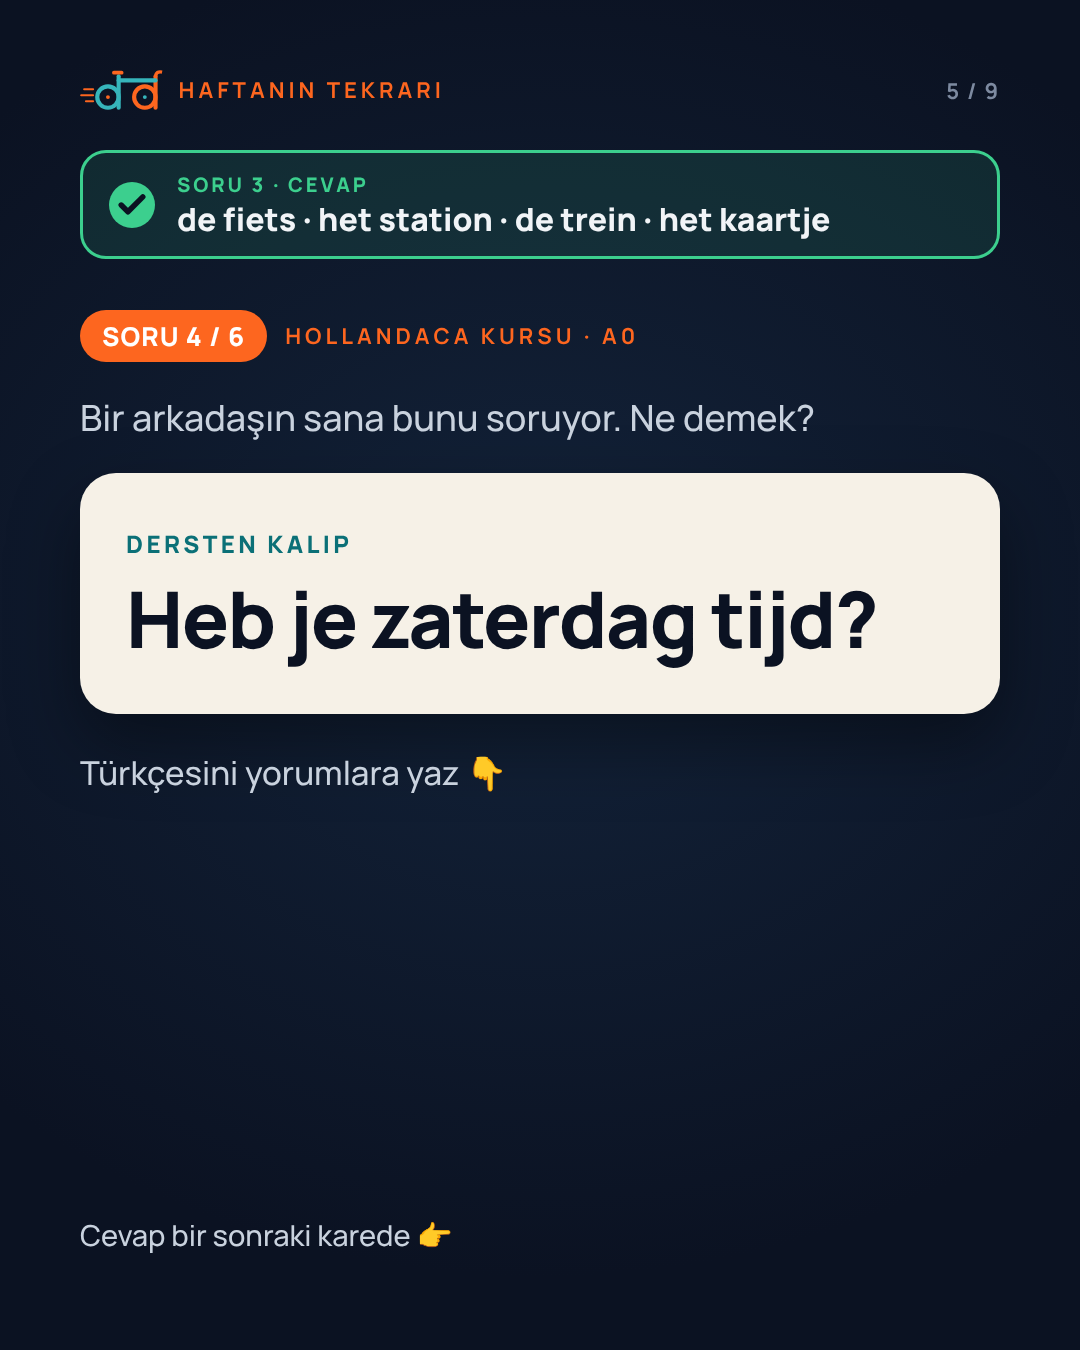 HAFTANIN TEKRARI
5 / 9
SORU 3 · CEVAP
de fiets · het station · de trein · het kaartje
SORU 4 / 6
HOLLANDACA KURSU · A0
Bir arkadaşın sana bunu soruyor. Ne demek?
DERSTEN KALIP
Heb je zaterdag tijd?
Türkçesini yorumlara yaz 👇
Cevap bir sonraki karede 👉